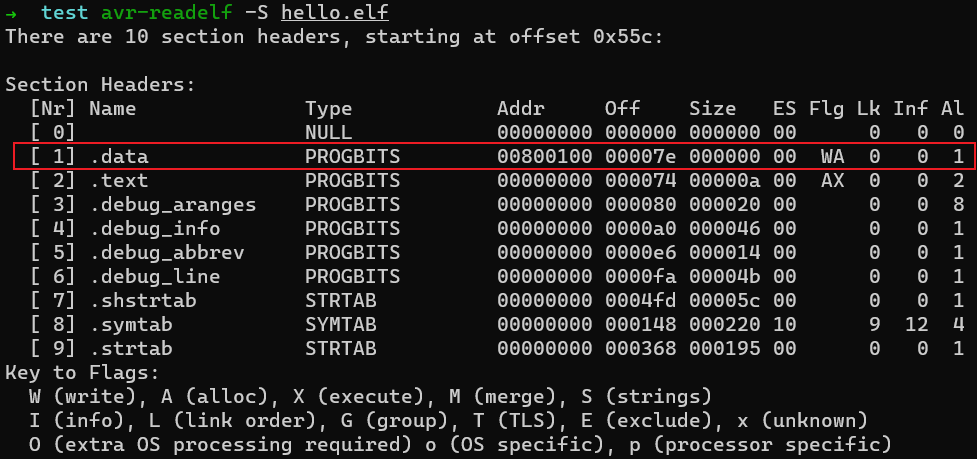 →  test avr-readelf -S hello.elf
There are 10 section headers, starting at offset 0x55c:

Section Headers:
  [Nr] Name              Type            Addr     Off    Size   ES Flg Lk Inf Al
  [ 0]                   NULL            00000000 000000 000000 00      0   0  0
  [ 1] .data             PROGBITS        00800100 00007e 000000 00  WA  0   0  1
  [ 2] .text             PROGBITS        00000000 000074 00000a 00  AX  0   0  2
  [ 3] .debug_aranges    PROGBITS        00000000 000080 000020 00      0   0  8
  [ 4] .debug_info       PROGBITS        00000000 0000a0 000046 00      0   0  1
  [ 5] .debug_abbrev     PROGBITS        00000000 0000e6 000014 00      0   0  1
  [ 6] .debug_line       PROGBITS        00000000 0000fa 00004b 00      0   0  1
  [ 7] .shstrtab         STRTAB          00000000 0004fd 00005c 00      0   0  1
  [ 8] .symtab           SYMTAB          00000000 000148 000220 10      9  12  4
  [ 9] .strtab           STRTAB          00000000 000368 000195 00      0   0  1
Key to Flags:
  W (write), A (alloc), X (execute), M (merge), S (strings)
  I (info), L (link order), G (group), T (TLS), E (exclude), x (unknown)
  O (extra OS processing required) o (OS specific), p (processor specific)